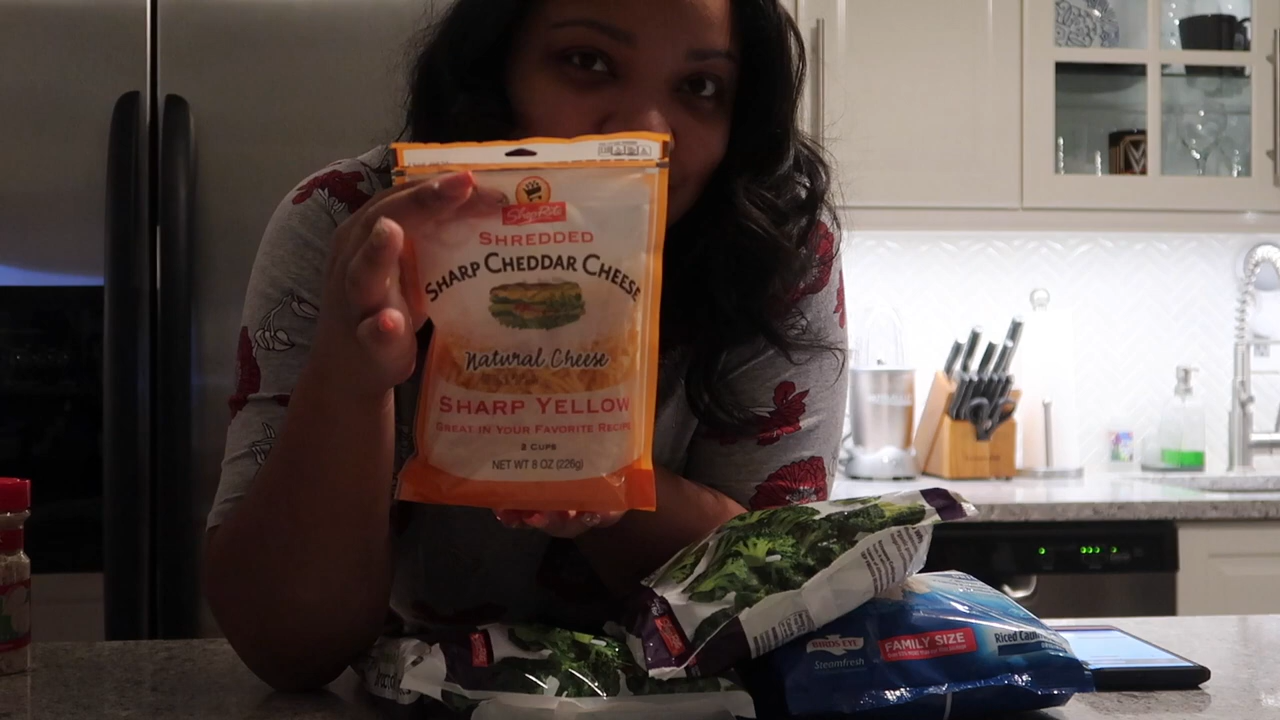 ShopRite
SHREDDED
SHARP CHEDDAR CHEESE
Natural Cheese
SHARP YELLOW
GREAT IN YOUR FAVORITE RECIPE
2 CUPS
NET WT 8 OZ (226g)
BIRDS EYE
Steamfresh
FAMILY SIZE
Riced